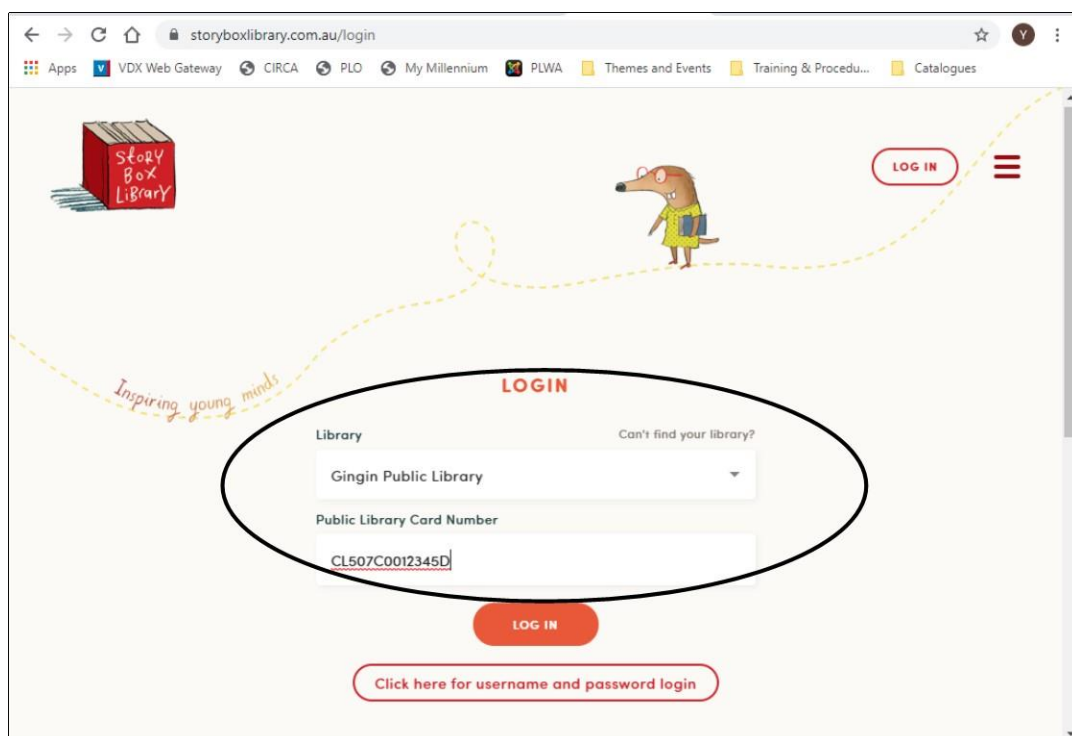 storyboxlibrary.com.au/login
Y
Apps VDX Web Gateway CIRCA PLO My Millennium PLWA Themes and Events Training & Procedu... Catalogues
StoRY
BoX
LiBrarY
LOG IN
Inspiring young minds
LOGIN
Library Can't find your library?
Gingin Public Library
Public Library Card Number
CL507C0012345D
LOG IN
Click here for username and password login